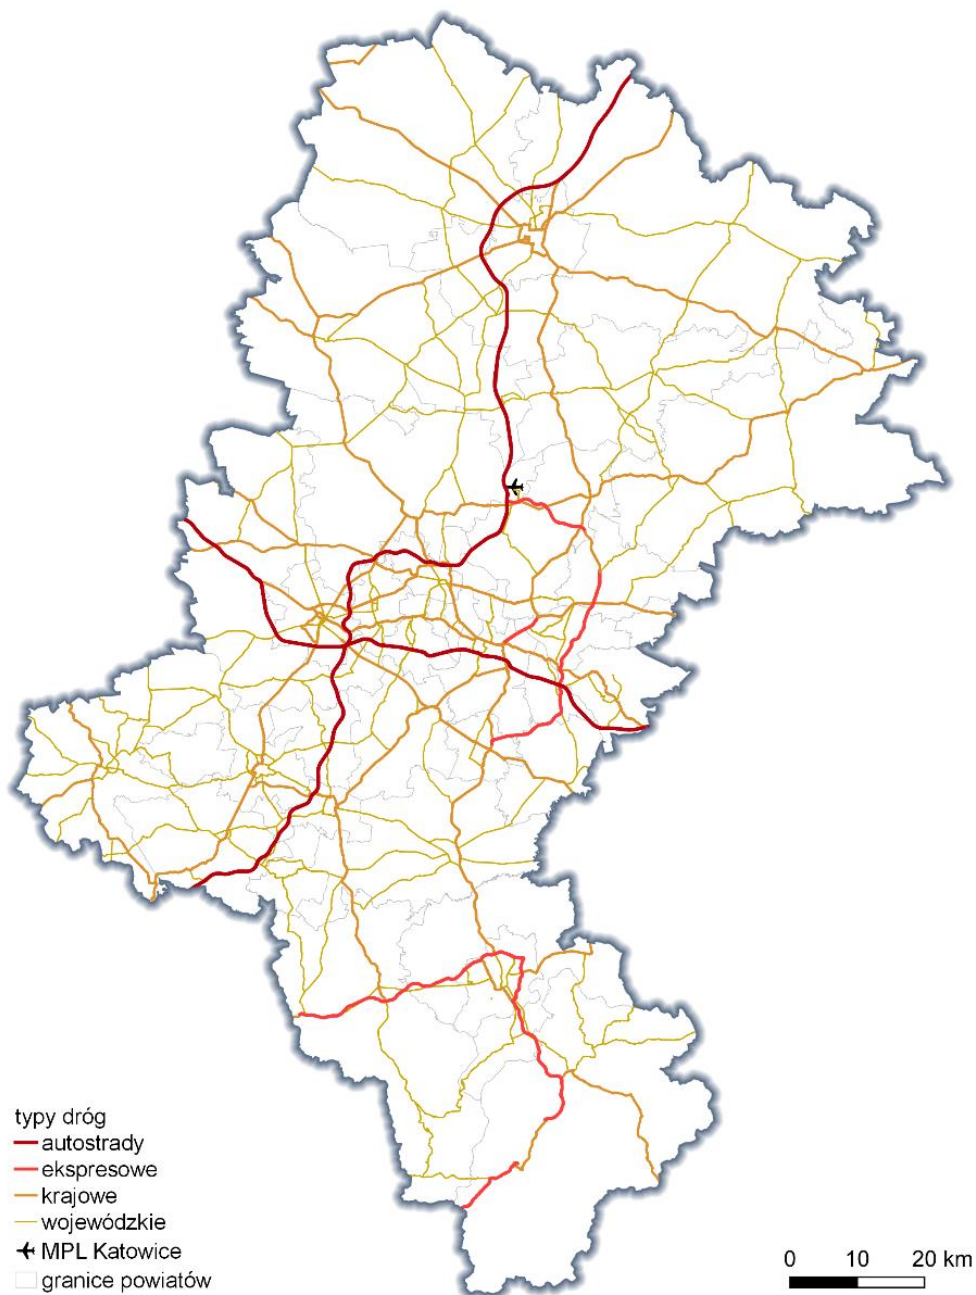 typy dróg
autostrady
ekspresowe
krajowe
wojewódzkie
MPL Katowice
granice powiatów
0 10 20 km